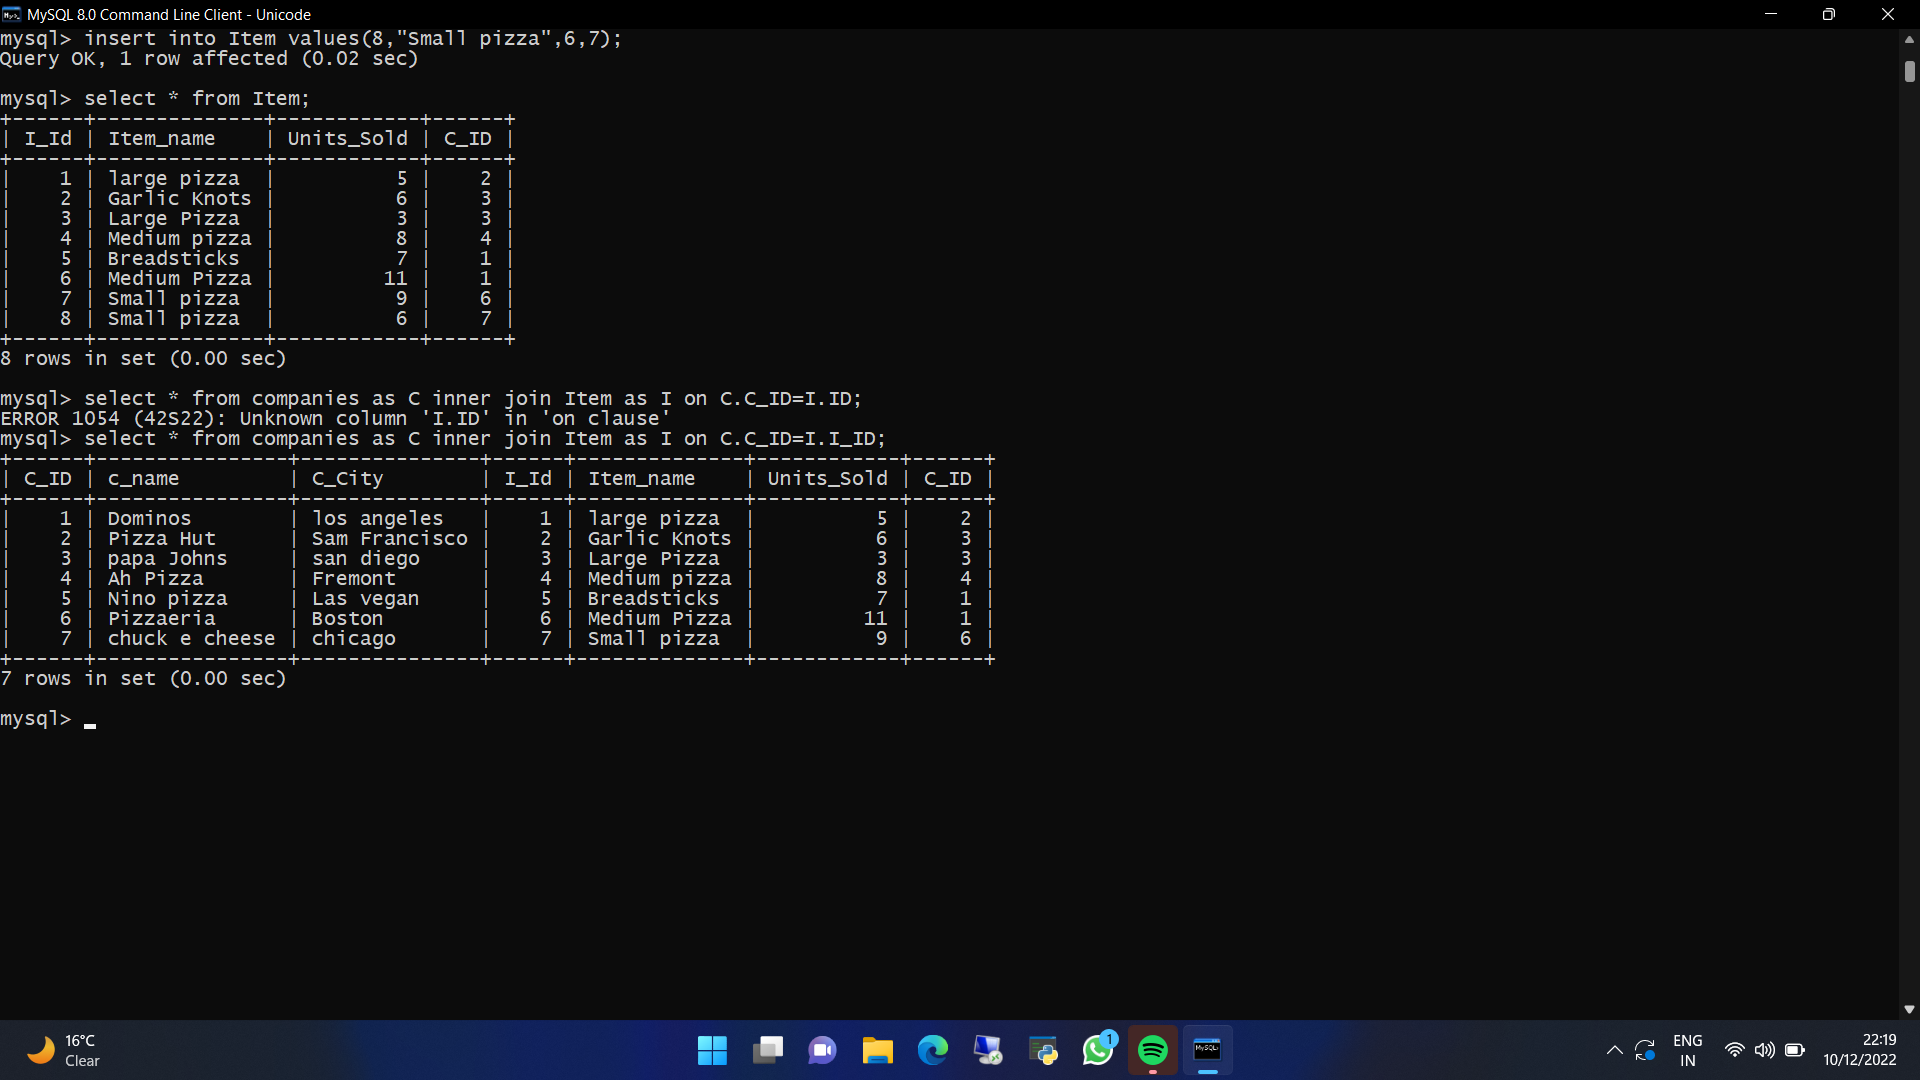 MySQL 8.0 Command Line Client - Unicode
mysql> insert into Item values(8,"Small pizza",6,7);
Query OK, 1 row affected (0.02 sec)
mysql> select * from Item;
+------+--------------+------------+------+
| I_Id | Item_name    | Units_Sold | C_ID |
+------+--------------+------------+------+
|    1 | large pizza  |          5 |    2 |
|    2 | Garlic Knots |          6 |    3 |
|    3 | Large Pizza  |          3 |    3 |
|    4 | Medium pizza |          8 |    4 |
|    5 | Breadsticks  |          7 |    1 |
|    6 | Medium Pizza |         11 |    1 |
|    7 | Small pizza  |          9 |    6 |
|    8 | Small pizza  |          6 |    7 |
+------+--------------+------------+------+
8 rows in set (0.00 sec)
mysql> select * from companies as C inner join Item as I on C.C_ID=I.ID;
ERROR 1054 (42S22): Unknown column 'I.ID' in 'on clause'
mysql> select * from companies as C inner join Item as I on C.C_ID=I.I_ID;
+------+----------------+---------------+------+--------------+------------+------+
| C_ID | c_name         | C_City        | I_Id | Item_name    | Units_Sold | C_ID |
+------+----------------+---------------+------+--------------+------------+------+
|    1 | Dominos        | los angeles   |    1 | large pizza  |          5 |    2 |
|    2 | Pizza Hut      | Sam Francisco |    2 | Garlic Knots |          6 |    3 |
|    3 | papa Johns     | san diego     |    3 | Large Pizza  |          3 |    3 |
|    4 | Ah Pizza       | Fremont       |    4 | Medium pizza |          8 |    4 |
|    5 | Nino pizza     | Las vegan     |    5 | Breadsticks  |          7 |    1 |
|    6 | Pizzaeria      | Boston        |    6 | Medium Pizza |         11 |    1 |
|    7 | chuck e cheese | chicago       |    7 | Small pizza  |          9 |    6 |
+------+----------------+---------------+------+--------------+------------+------+
7 rows in set (0.00 sec)
mysql>
16°C
Clear
1
MySQL>
ENG
IN
22:19
10/12/2022